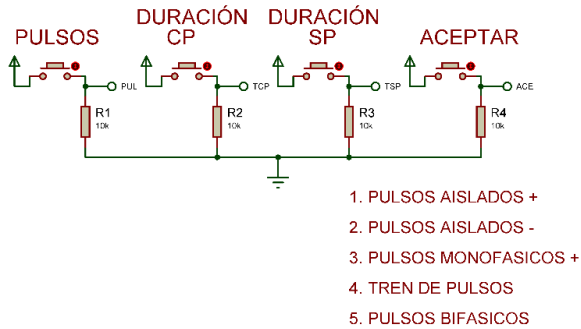 PULSOS
DURACIÓN
CP
DURACIÓN
SP
ACEPTAR
PUL
TCP
TSP
ACE
R1
10k
R2
10k
R3
10k
R4
10k
1. PULSOS AISLADOS +
2. PULSOS AISLADOS -
3. PULSOS MONOFASICOS +
4. TREN DE PULSOS
5. PULSOS BIFASICOS